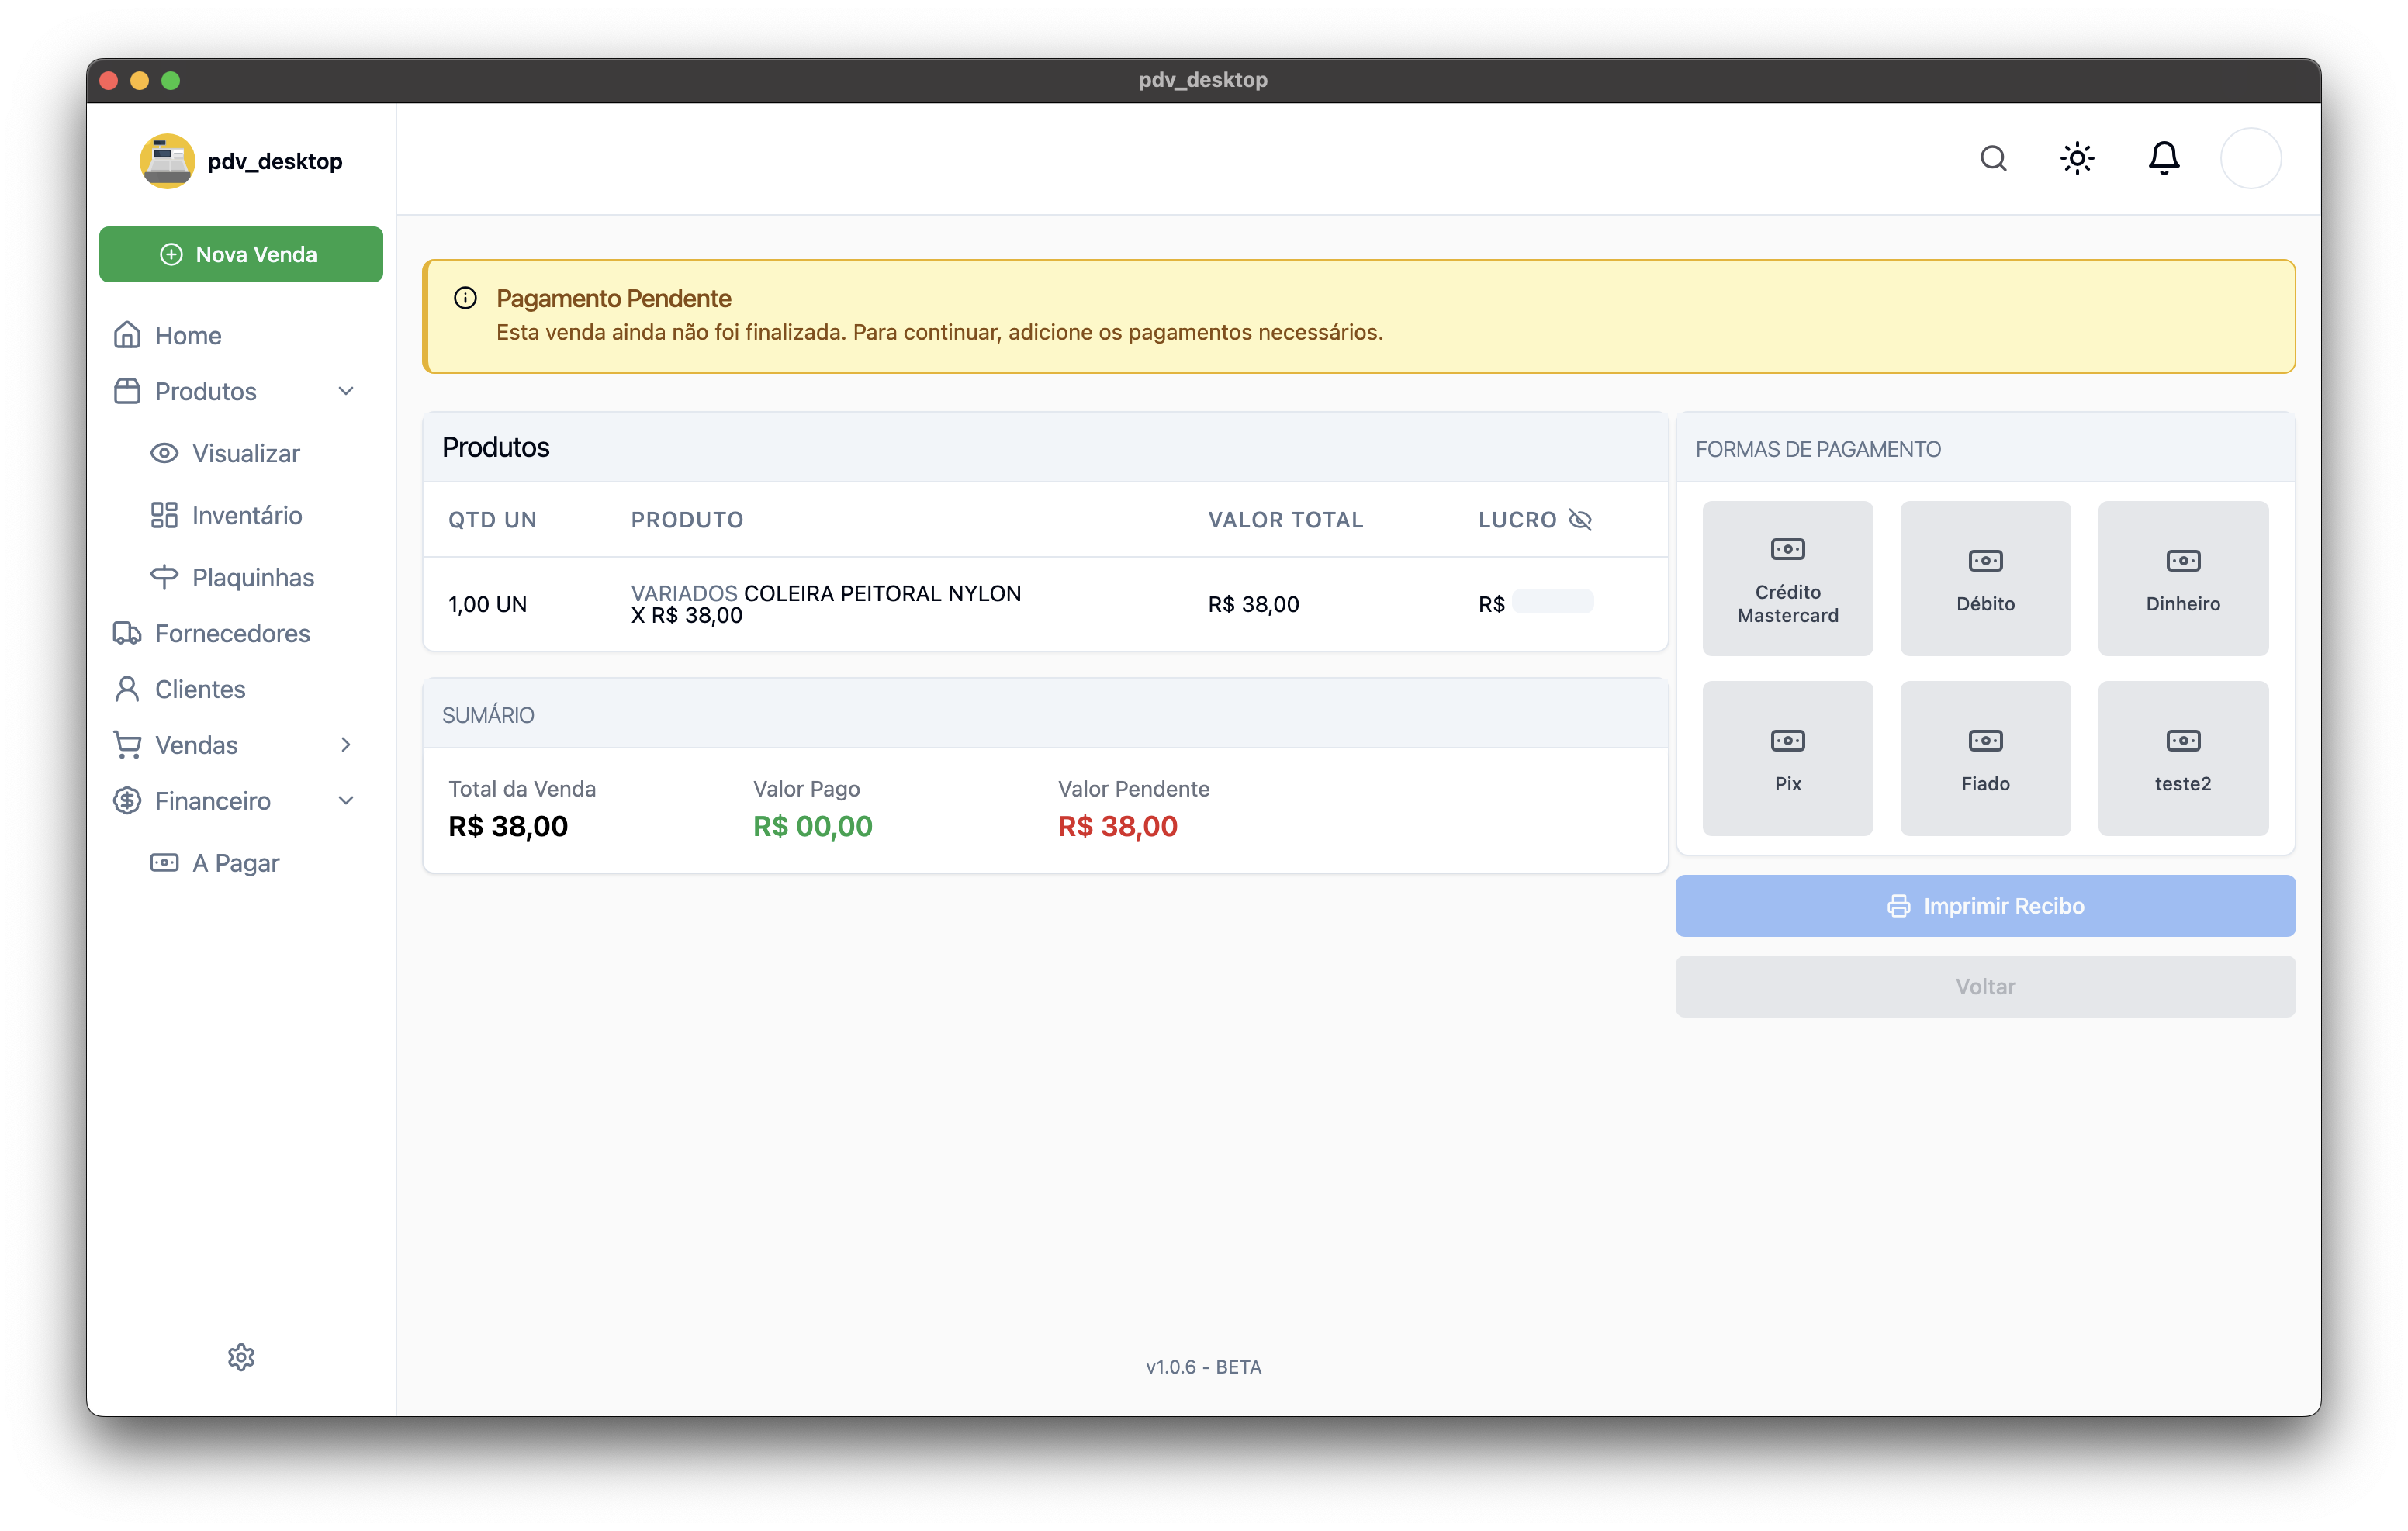 pdv_desktop
pdv_desktop
Nova Venda
Home
Produtos
Visualizar
Inventário
Plaquinhas
Fornecedores
Clientes
Vendas
Financeiro
A Pagar
Pagamento Pendente
Esta venda ainda não foi finalizada. Para continuar, adicione os pagamentos necessários.
Produtos
QTD UN PRODUTO VALOR TOTAL LUCRO
1,00 UN VARIADOS COLEIRA PEITORAL NYLON R$ 38,00 R$
X R$ 38,00
SUMÁRIO
Total da Venda Valor Pago Valor Pendente
R$ 38,00 R$ 00,00 R$ 38,00
FORMAS DE PAGAMENTO
Crédito
Mastercard
Débito
Dinheiro
Pix
Fiado
teste2
Imprimir Recibo
Voltar
v1.0.6 - BETA